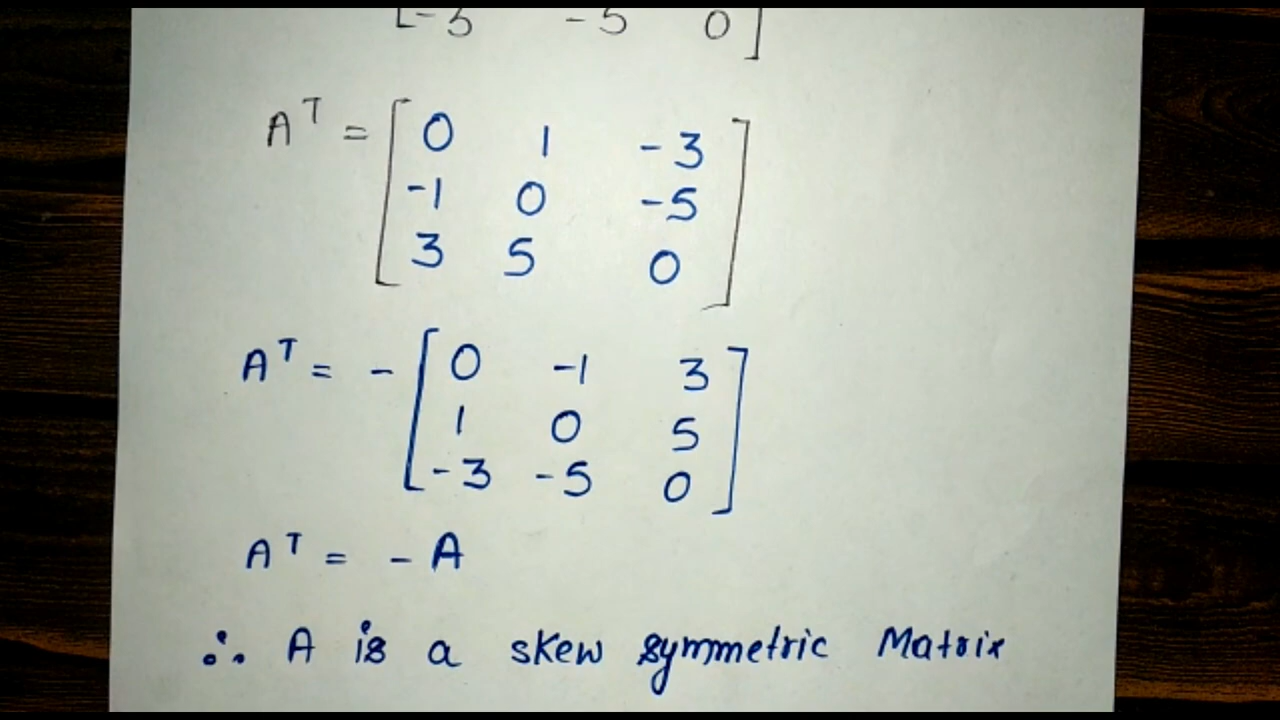 [-3 -5 0]
A^T = [0 1 -3
-1 0 -5
3 5 0]
A^T = - [0 -1 3
1 0 5
-3 -5 0]
A^T = - A
∴ A is a skew symmetric Matrix